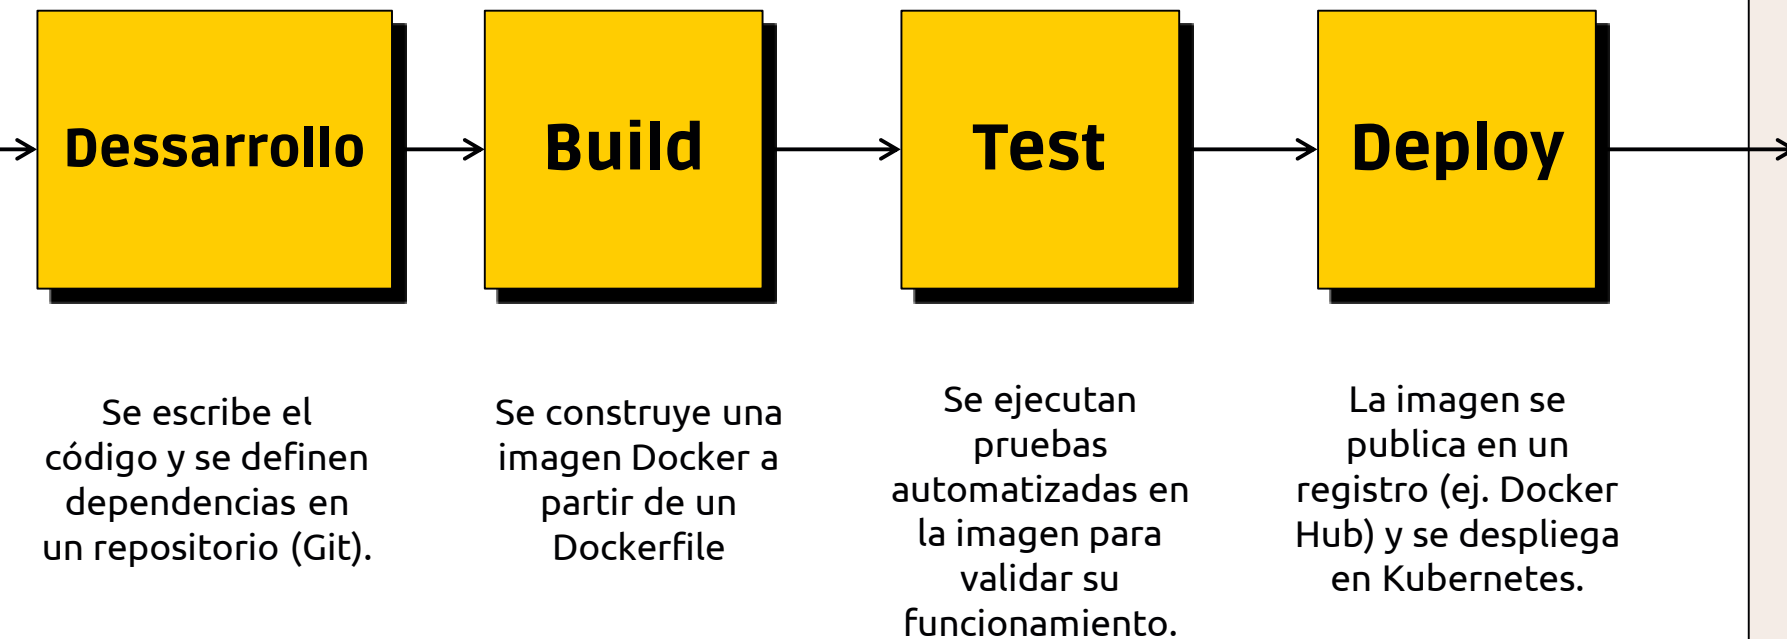 Dessarrollo
Build
Test
Deploy
Se escribe el
código y se definen
dependencias en
un repositorio (Git).
Se construye una
imagen Docker a
partir de un
Dockerfile
Se ejecutan
pruebas
automatizadas en
la imagen para
validar su
funcionamiento.
La imagen se
publica en un
registro (ej. Docker
Hub) y se despliega
en Kubernetes.